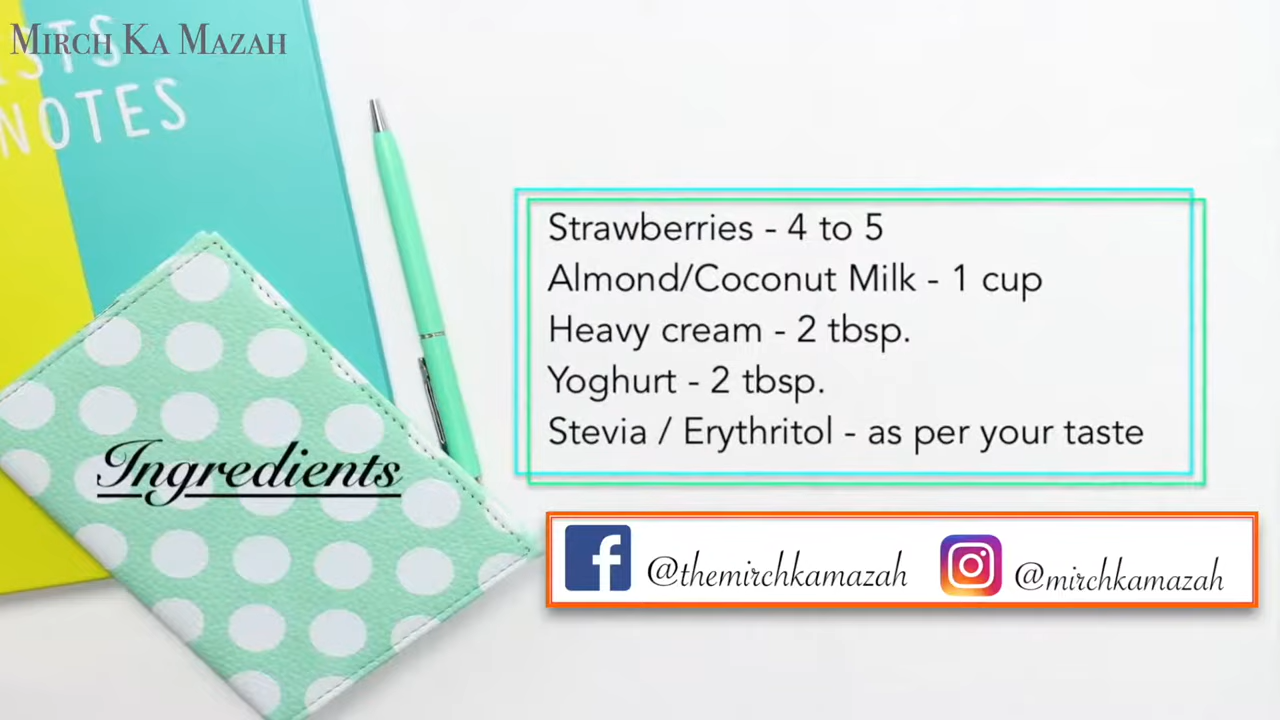 Mirch Ka Mazah
ISTS
NOTES
Strawberries - 4 to 5
Almond/Coconut Milk - 1 cup
Heavy cream - 2 tbsp.
Yoghurt - 2 tbsp.
Stevia / Erythritol - as per your taste
Ingredients
@themirchkamazah @mirchkamazah